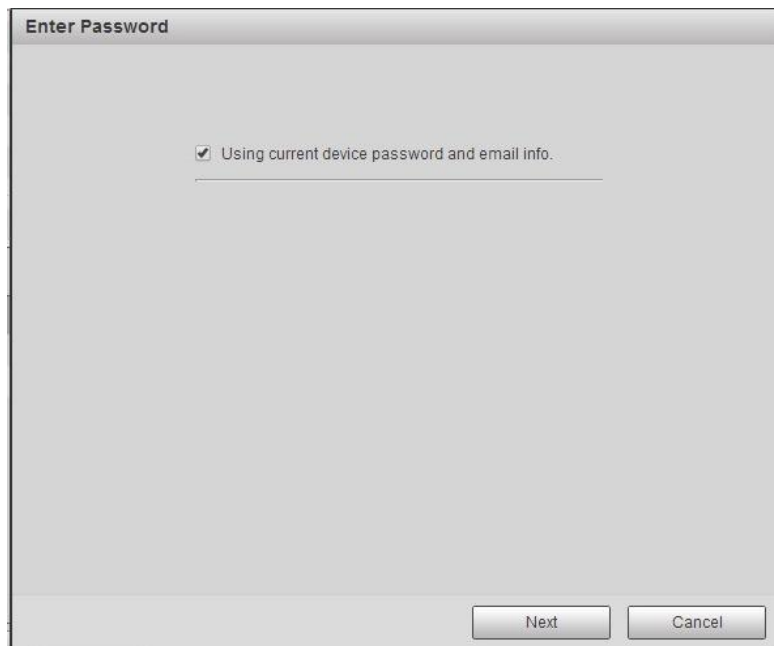 Enter Password
Using current device password and email info.
Next
Cancel